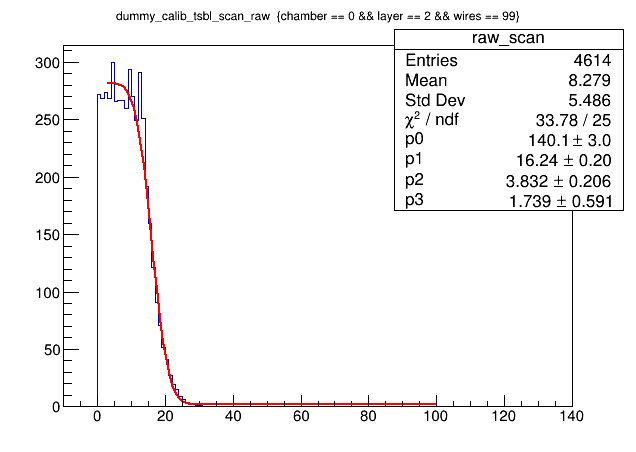 dummy_calib_tsbl_scan_raw {chamber == 0 && layer == 2 && wires == 99}
raw_scan
Entries 4614
Mean 8.279
Std Dev 5.486
χ² / ndf 33.78 / 25
p0 140.1 ± 3.0
p1 16.24 ± 0.20
p2 3.832 ± 0.206
p3 1.739 ± 0.591
300
250
200
150
100
50
0
0 20 40 60 80 100 120 140